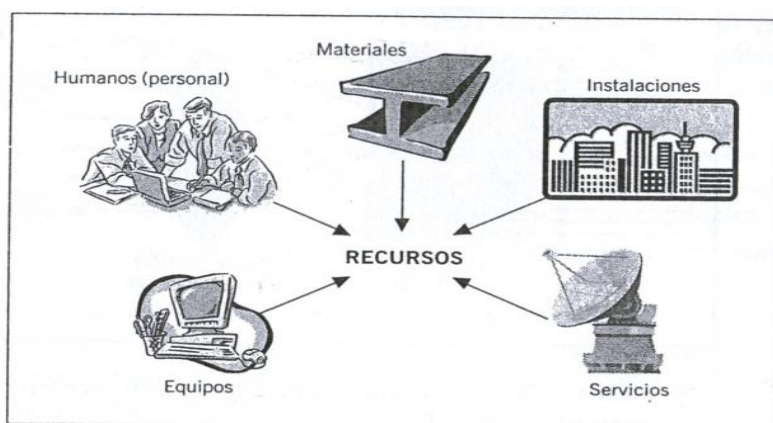 Materiales
Humanos (personal)
Instalaciones
RECURSOS
Equipos
Servicios